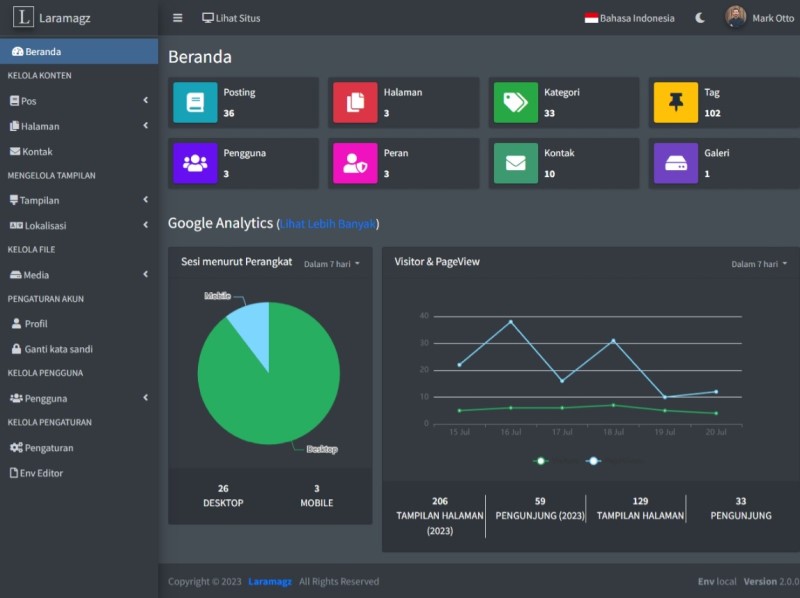 L Laramagz
Lihat Situs
Bahasa Indonesia
Mark Otto
Beranda
KELOLA KONTEN
Pos
Halaman
Kontak
MENGELOLA TAMPILAN
Tampilan
Lokalisasi
KELOLA FILE
Media
PENGATURAN AKUN
Profil
Ganti kata sandi
KELOLA PENGGUNA
Pengguna
KELOLA PENGATURAN
Pengaturan
Env Editor
Beranda
Posting
36
Halaman
3
Kategori
33
Tag
102
Pengguna
3
Peran
3
Kontak
10
Galeri
1
Google Analytics (Lihat Lebih Banyak)
Sesi menurut Perangkat
Dalam 7 hari
Mobile
Desktop
26
DESKTOP
3
MOBILE
Visitor & PageView
Dalam 7 hari
40
30
20
10
0
15 Jul 16 Jul 17 Jul 18 Jul 19 Jul 20 Jul
206
TAMPILAN HALAMAN
(2023)
59
PENGUNJUNG (2023)
129
TAMPILAN HALAMAN
33
PENGUNJUNG
Copyright © 2023 Laramagz All Rights Reserved
Env local Version 2.0.0